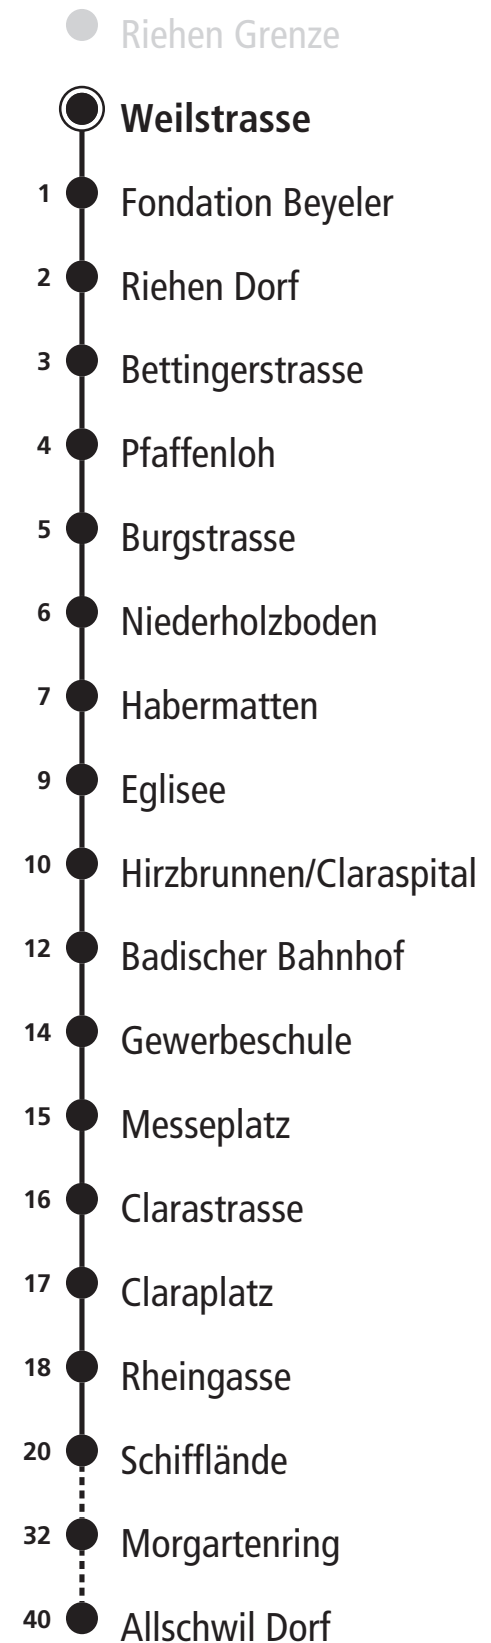 Riehen Grenze
Weilstrasse
1 Fondation Beyeler
2 Riehen Dorf
3 Bettingerstrasse
4 Pfaffenloh
5 Burgstrasse
6 Niederholzboden
7 Habermatten
9 Eglisee
10 Hirzbrunnen/Claraspital
12 Badischer Bahnhof
14 Gewerbeschule
15 Messeplatz
16 Clarastrasse
17 Claraplatz
18 Rheingasse
20 Schifflände
32 Morgartenring
40 Allschwil Dorf